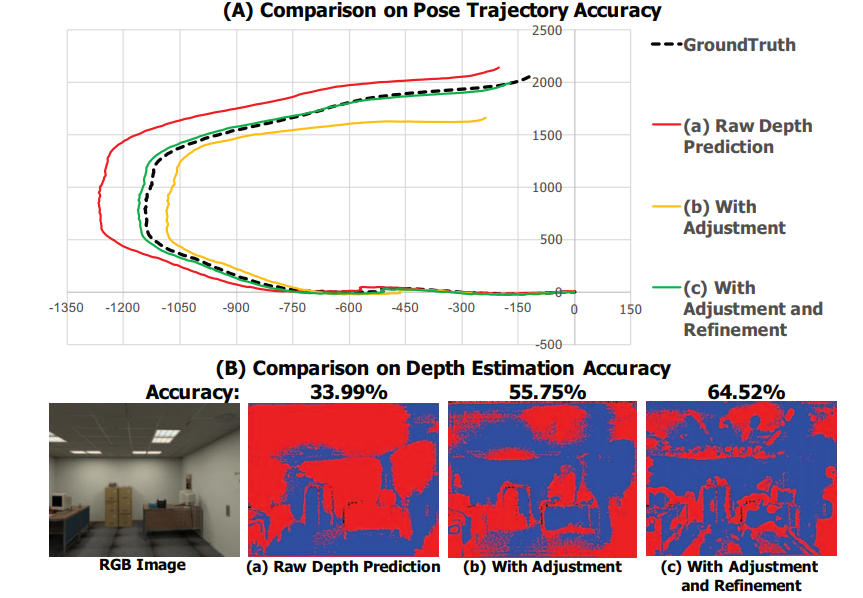 (A) Comparison on Pose Trajectory Accuracy
2500
2000
1500
1000
500
0
-500
-1350 -1200 -1050 -900 -750 -600 -450 -300 -150 0 150
GroundTruth
(a) Raw Depth
Prediction
(b) With
Adjustment
(c) With
Adjustment and
Refinement
(B) Comparison on Depth Estimation Accuracy
Accuracy: 33.99% 55.75% 64.52%
RGB Image (a) Raw Depth Prediction (b) With Adjustment (c) With Adjustment
and Refinement